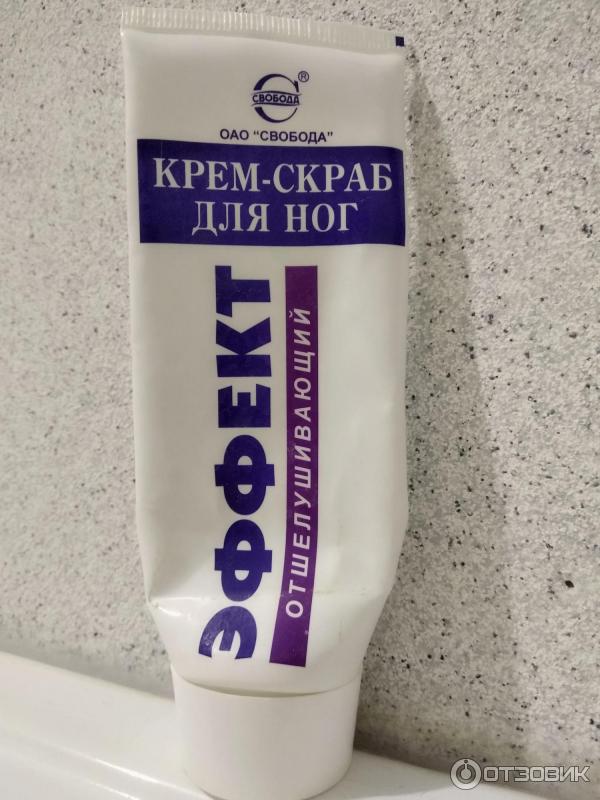 СВОБОДА ®
ОАО "СВОБОДА"
КРЕМ-СКРАБ
ДЛЯ НОГ
ЭФФЕКТ
ОТШЕЛУШИВАЮЩИЙ
ОТЗОВИК